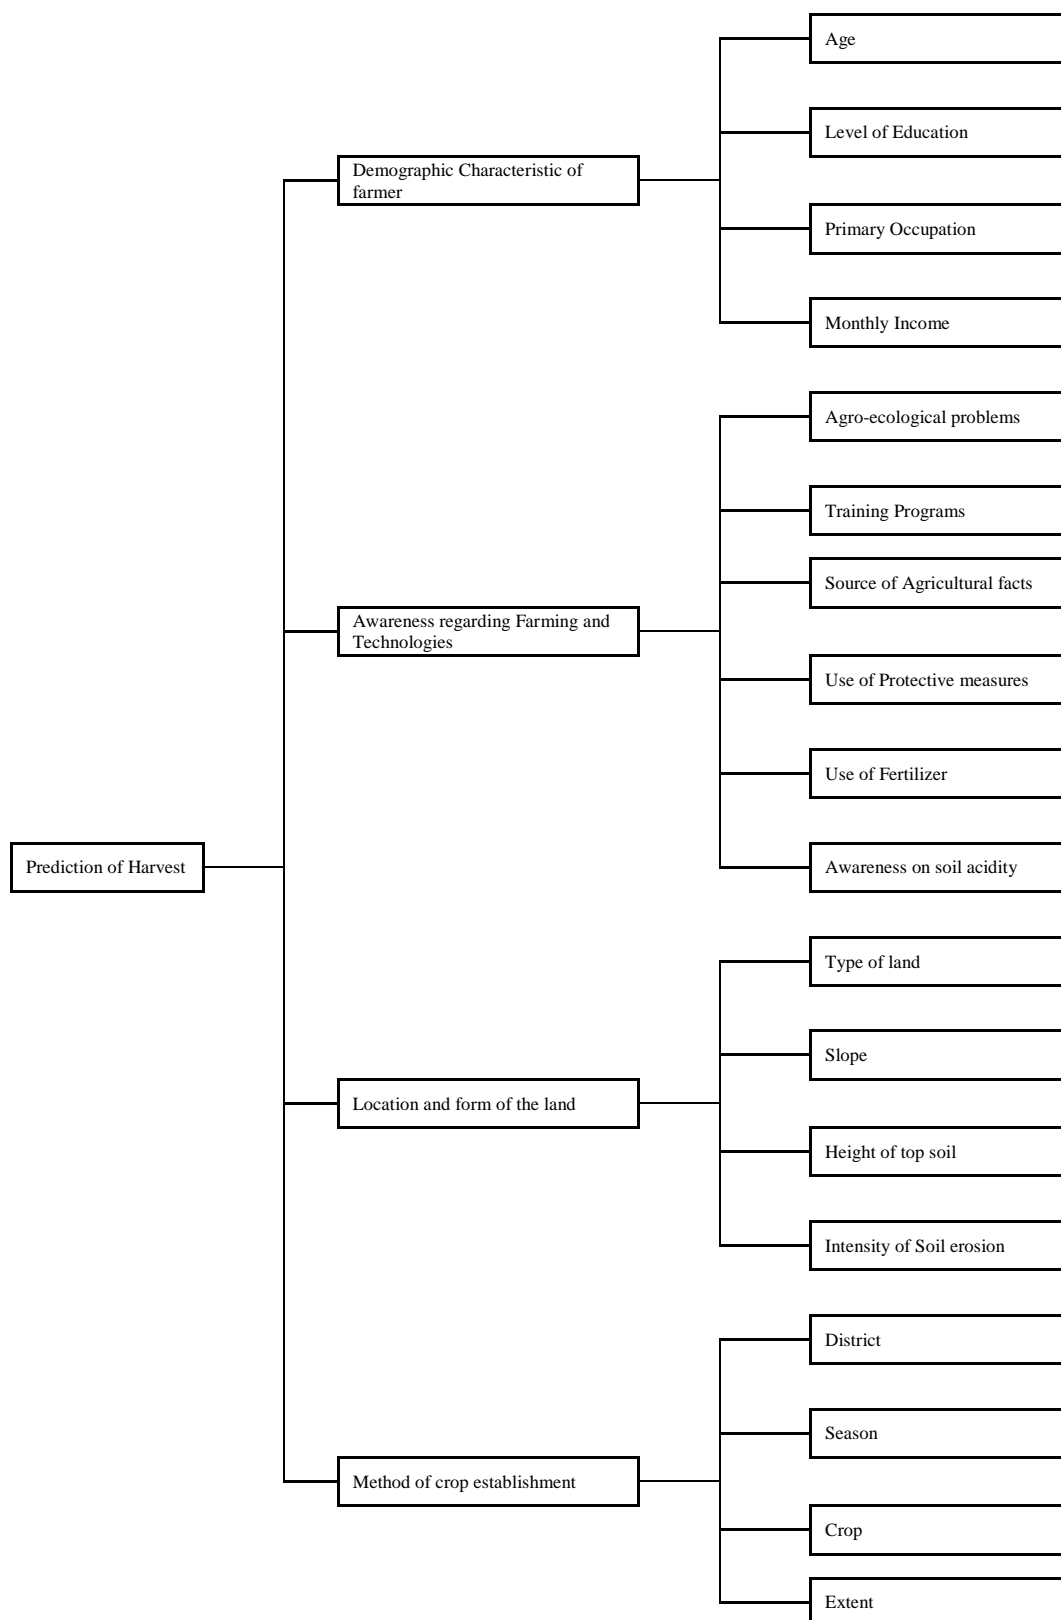 Age
Level of Education
Demographic Characteristic of
farmer
Primary Occupation
Monthly Income
Agro-ecological problems
Training Programs
Source of Agricultural facts
Awareness regarding Farming and
Technologies
Use of Protective measures
Use of Fertilizer
Prediction of Harvest
Awareness on soil acidity
Type of land
Slope
Location and form of the land
Height of top soil
Intensity of Soil erosion
District
Season
Method of crop establishment
Crop
Extent